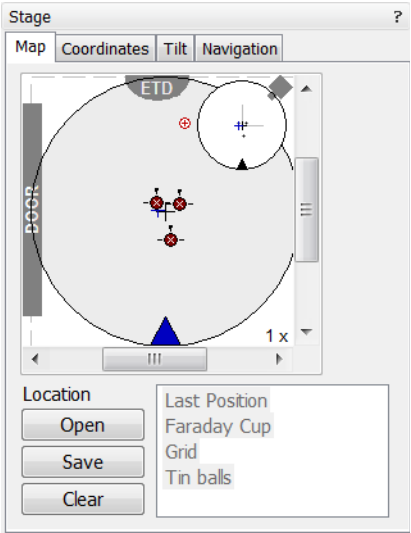 Stage ?
Map Coordinates Tilt Navigation
ETD
DOOR
1 x
Location
Open
Save
Clear
Last Position
Faraday Cup
Grid
Tin balls